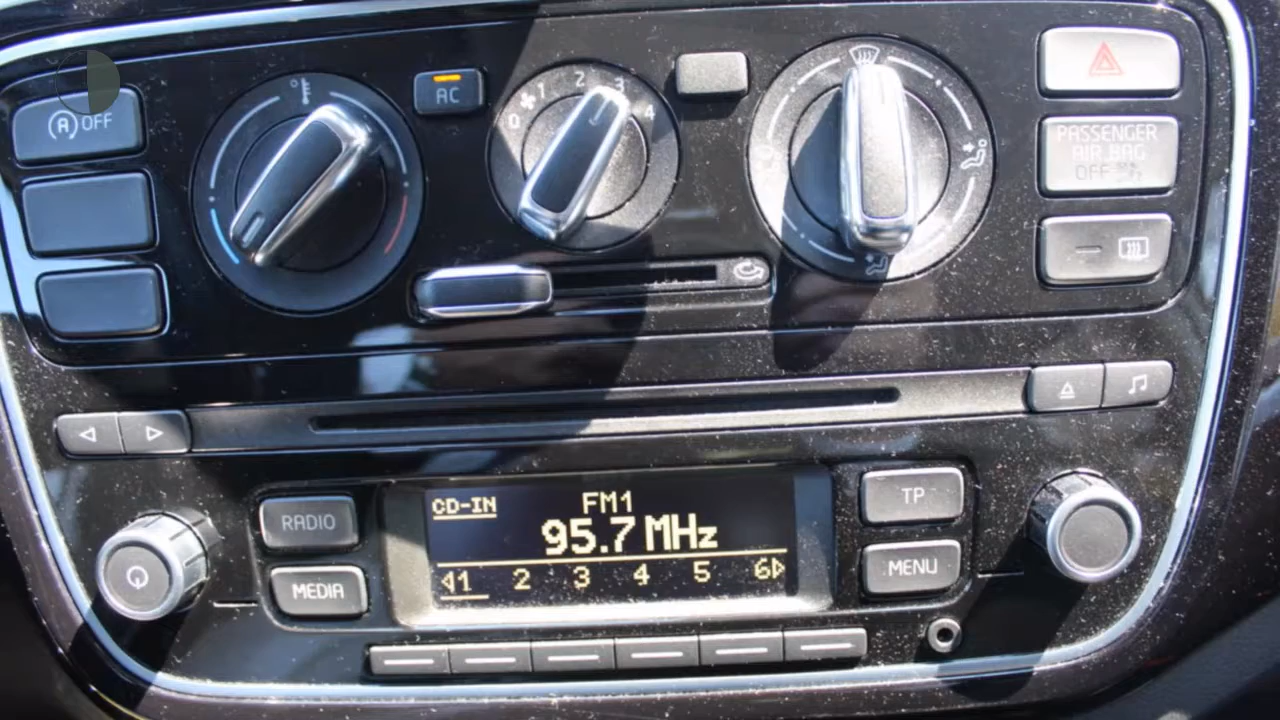 A OFF
AC
0 1 2 3 4
PASSENGER
AIR BAG
OFF
CD-IN
FM1
95.7 MHz
1 2 3 4 5 6
RADIO
MEDIA
TP
MENU